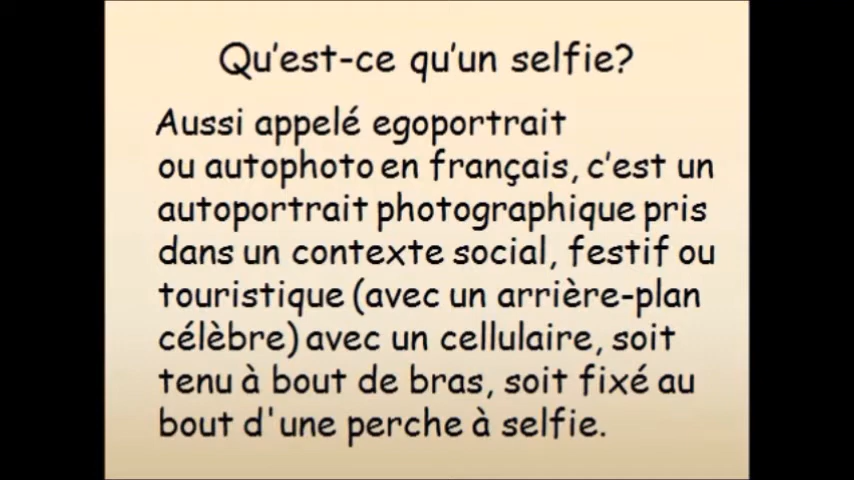 Qu'est-ce qu'un selfie?
Aussi appelé egoportrait
ou autophoto en français, c'est un
autoportrait photographique pris
dans un contexte social, festif ou
touristique (avec un arrière-plan
célèbre) avec un cellulaire, soit
tenu à bout de bras, soit fixé au
bout d'une perche à selfie.